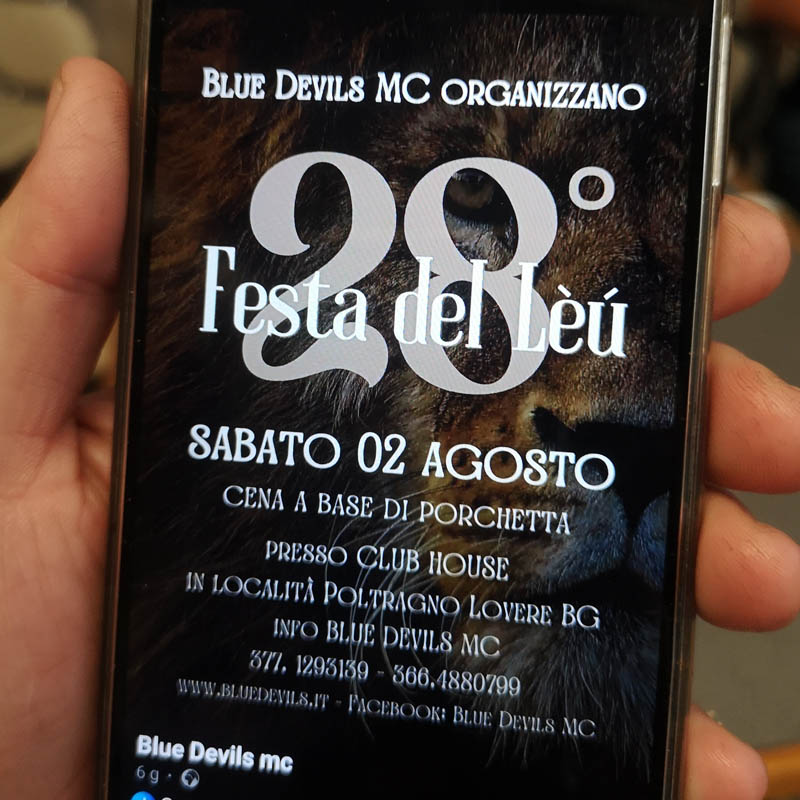 Blue Devils MC organizzano
28°
Festa del Lèú
SABATO 02 AGOSTO
CENA A BASE DI PORCHETTA
PRESSO CLUB HOUSE
IN LOCALITÀ POLTRAGNO LOVERE BG
INFO BLUE DEVILS MC
377. 1293139 - 366.4880799
WWW.BLUEDEVILS.IT - FACEBOOK: BLUE DEVILS MC
Blue Devils mc
6 g ·